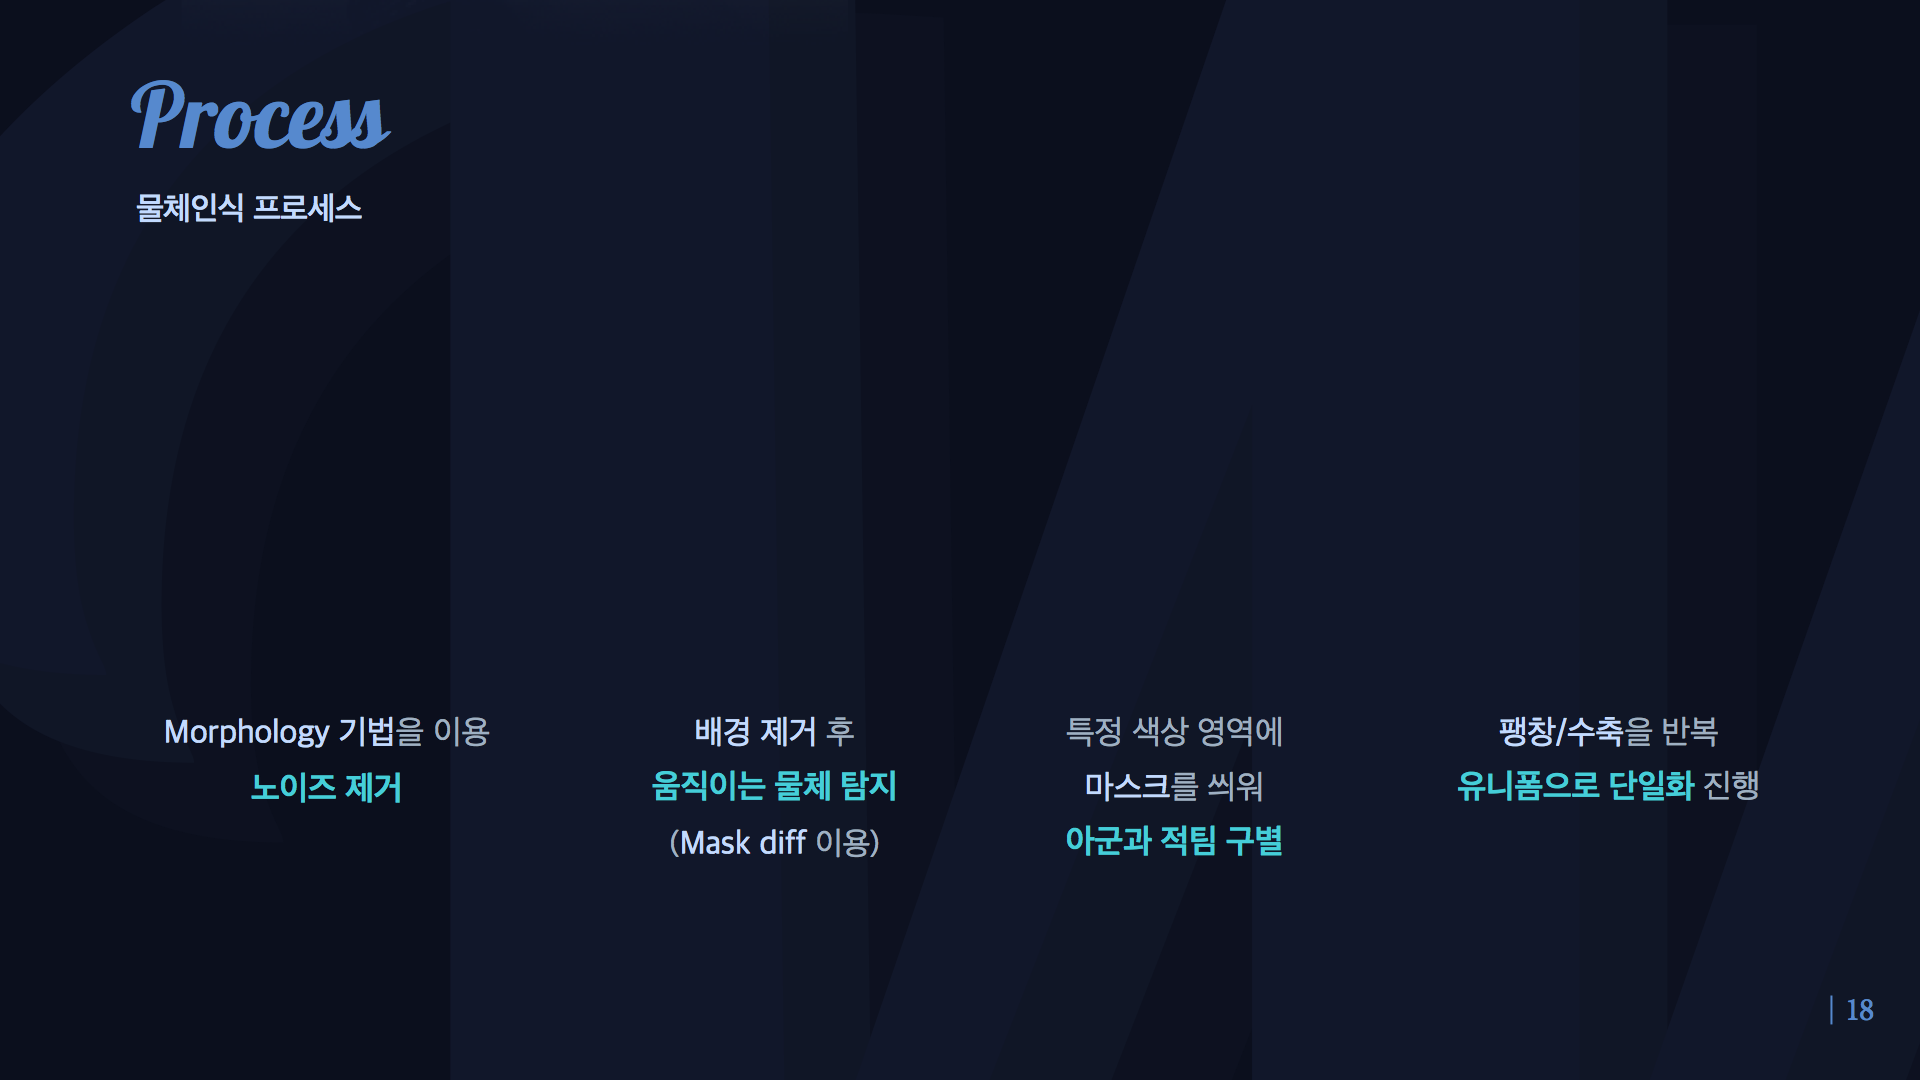 Process
물체인식 프로세스
Morphology 기법을 이용
노이즈 제거
배경 제거 후
움직이는 물체 탐지
(Mask diff 이용)
특정 색상 영역에
마스크를 씌워
아군과 적팀 구별
팽창/수축을 반복
유니폼으로 단일화 진행
| 18